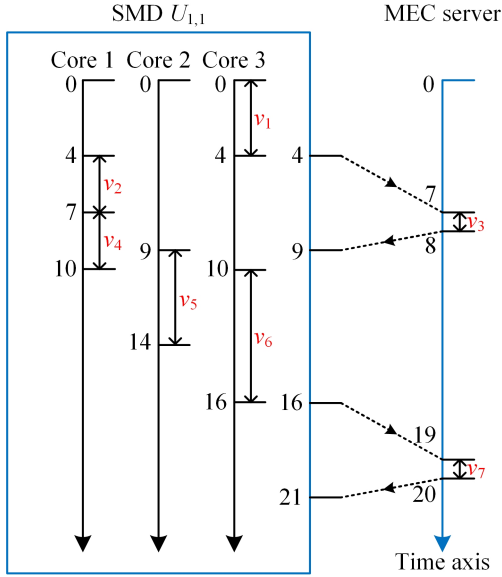 SMD U1,1 MEC server
Core 1 Core 2 Core 3
0 0 0 0
v1
4 4 4
v2
7 7
v3
8
v4
9 9
10 10
v5
v6
14
16 16
19
v7
20
21
Time axis